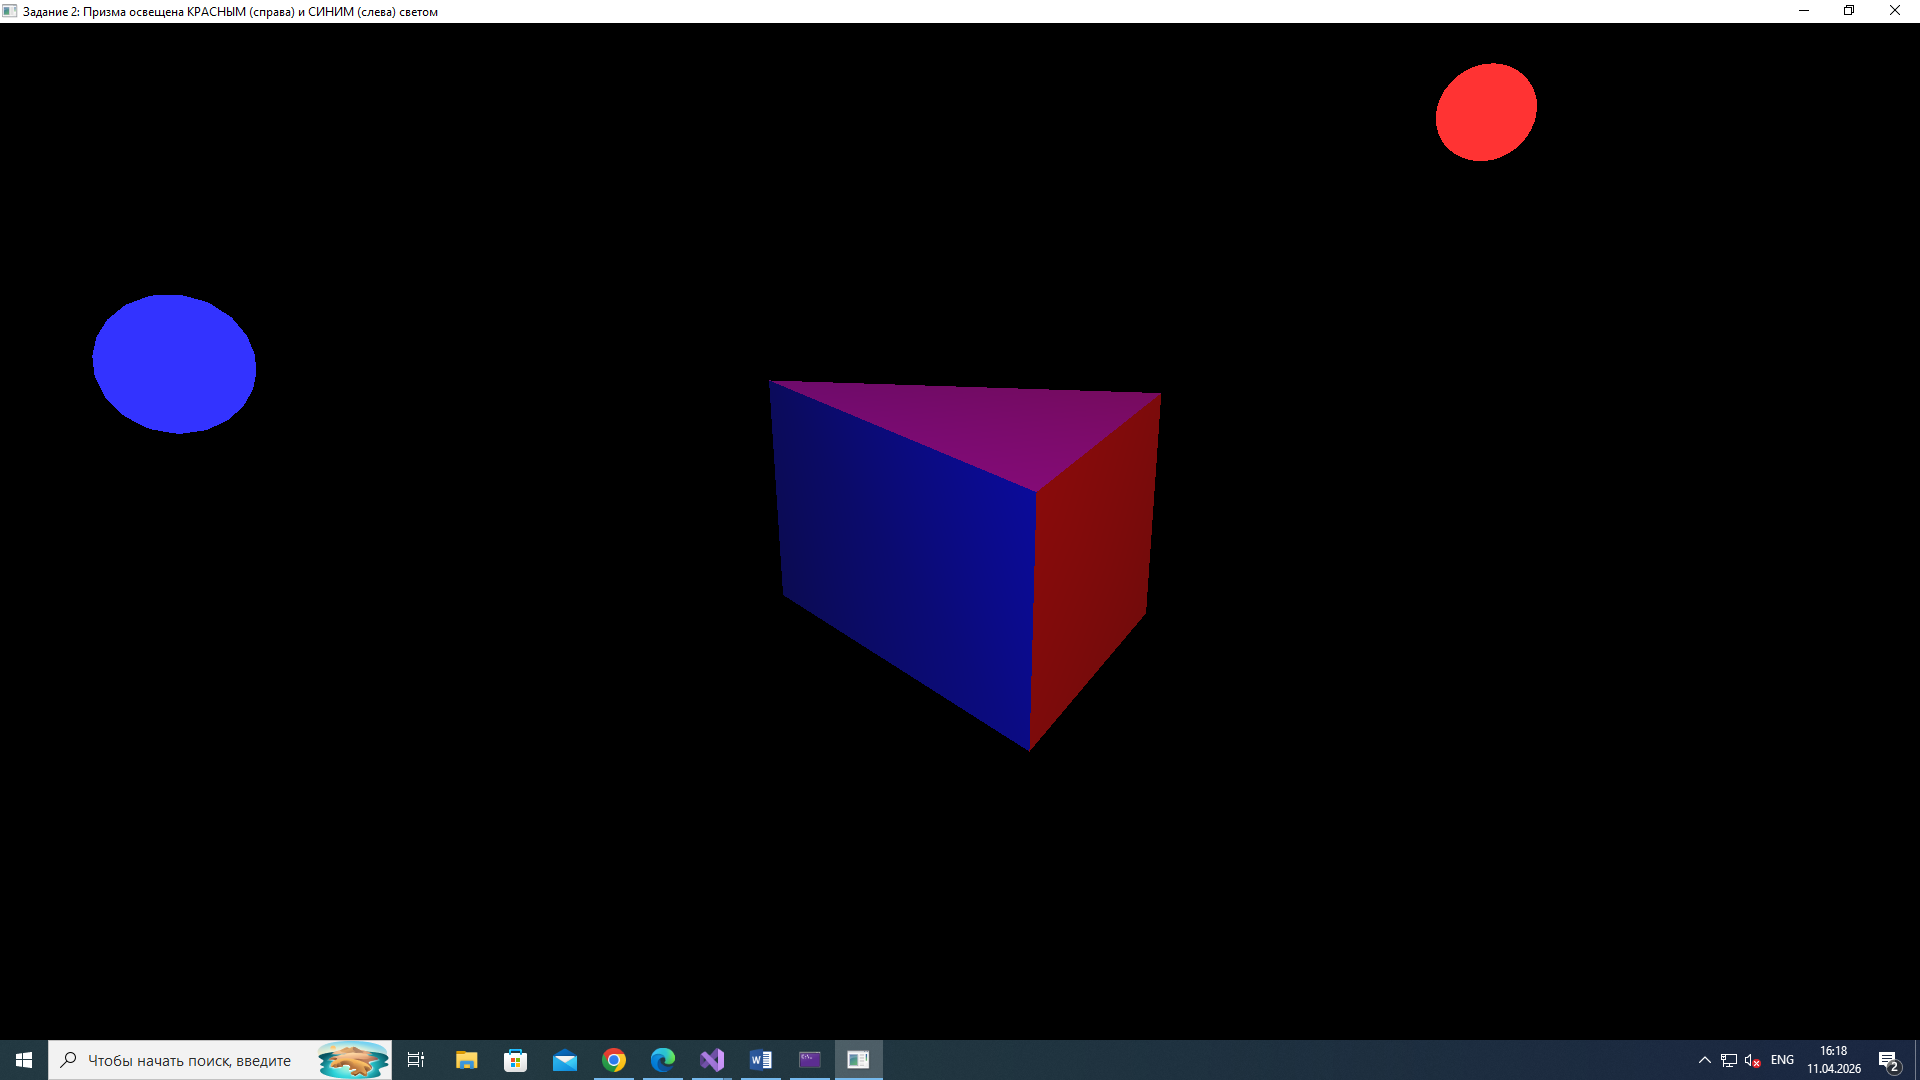 Задание 2: Призма освещена КРАСНЫМ (справа) и СИНИМ (слева) светом
Чтобы начать поиск, введите
W
C:\
ENG
16:18
11.04.2026
2